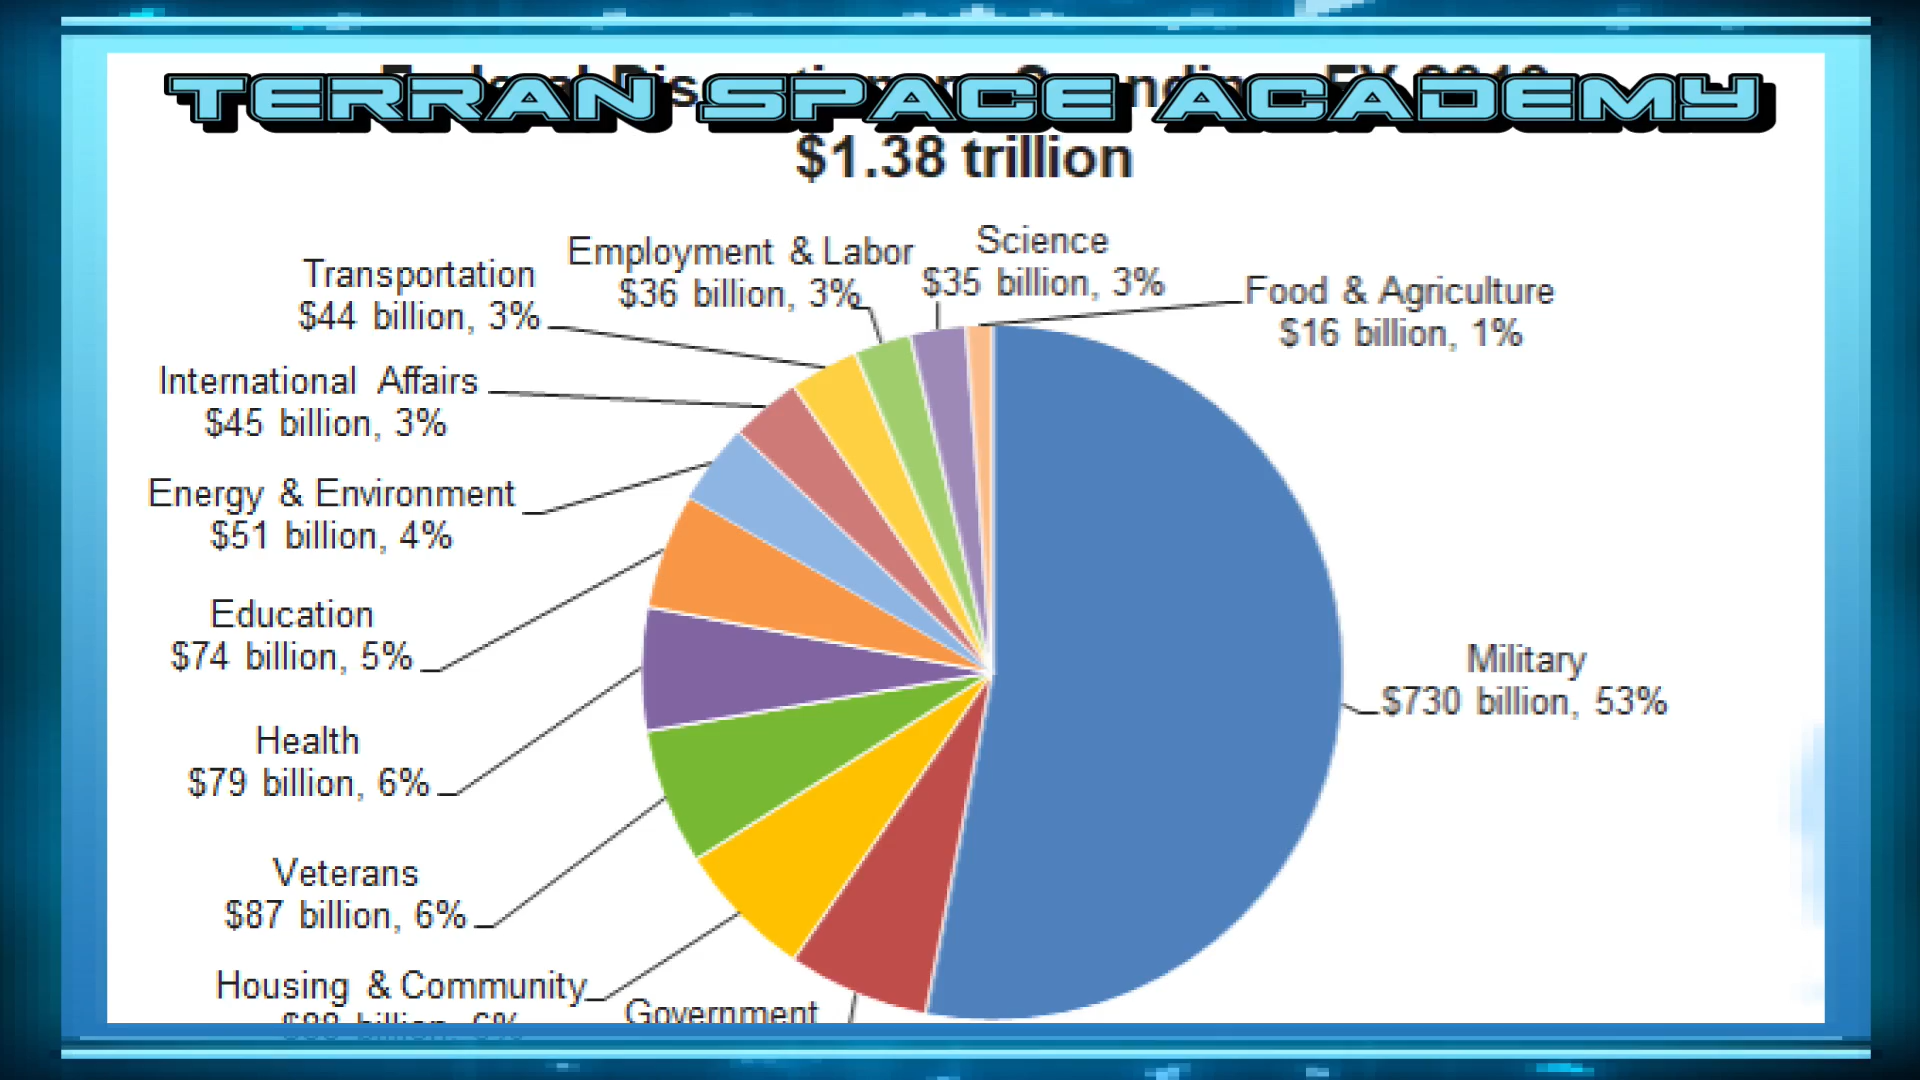 TERRAN SPACE ACADEMY
$1.38 trillion
Employment & Labor
$36 billion, 3%
Science
$35 billion, 3%
Transportation
$44 billion, 3%
Food & Agriculture
$16 billion, 1%
International Affairs
$45 billion, 3%
Energy & Environment
$51 billion, 4%
Education
$74 billion, 5%
Military
$730 billion, 53%
Health
$79 billion, 6%
Veterans
$87 billion, 6%
Housing & Community
Government